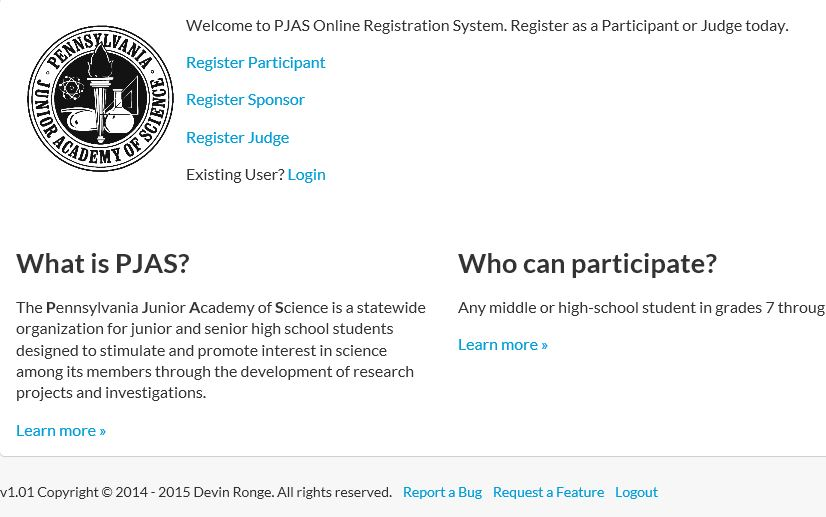 PENNSYLVANIA
JUNIOR ACADEMY OF SCIENCE
Welcome to PJAS Online Registration System. Register as a Participant or Judge today.
Register Participant
Register Sponsor
Register Judge
Existing User? Login
What is PJAS?
The Pennsylvania Junior Academy of Science is a statewide
organization for junior and senior high school students
designed to stimulate and promote interest in science
among its members through the development of research
projects and investigations.
Learn more »
Who can participate?
Any middle or high-school student in grades 7 throug
Learn more »
v1.01 Copyright © 2014 - 2015 Devin Ronge. All rights reserved. Report a Bug Request a Feature Logout